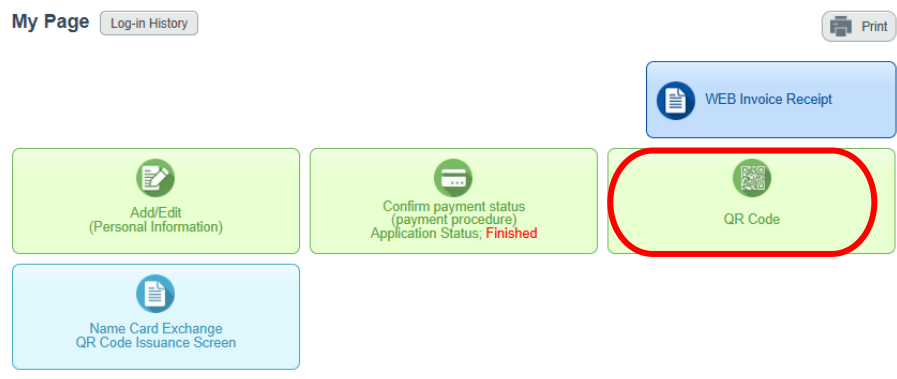 My Page
Log-in History
Print
WEB Invoice Receipt
Add/Edit
(Personal Information)
Confirm payment status
(payment procedure)
Application Status; Finished
QR Code
Name Card Exchange
QR Code Issuance Screen